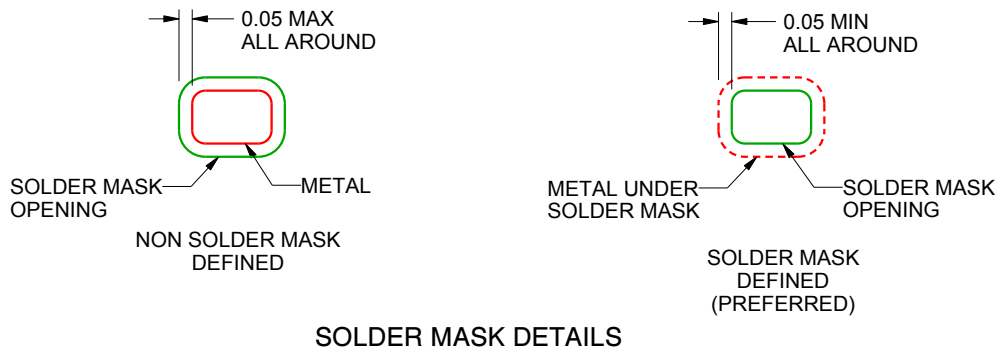 0.05 MAX
ALL AROUND
SOLDER MASK
OPENING
METAL
NON SOLDER MASK
DEFINED
0.05 MIN
ALL AROUND
METAL UNDER
SOLDER MASK
SOLDER MASK
OPENING
SOLDER MASK
DEFINED
(PREFERRED)
SOLDER MASK DETAILS